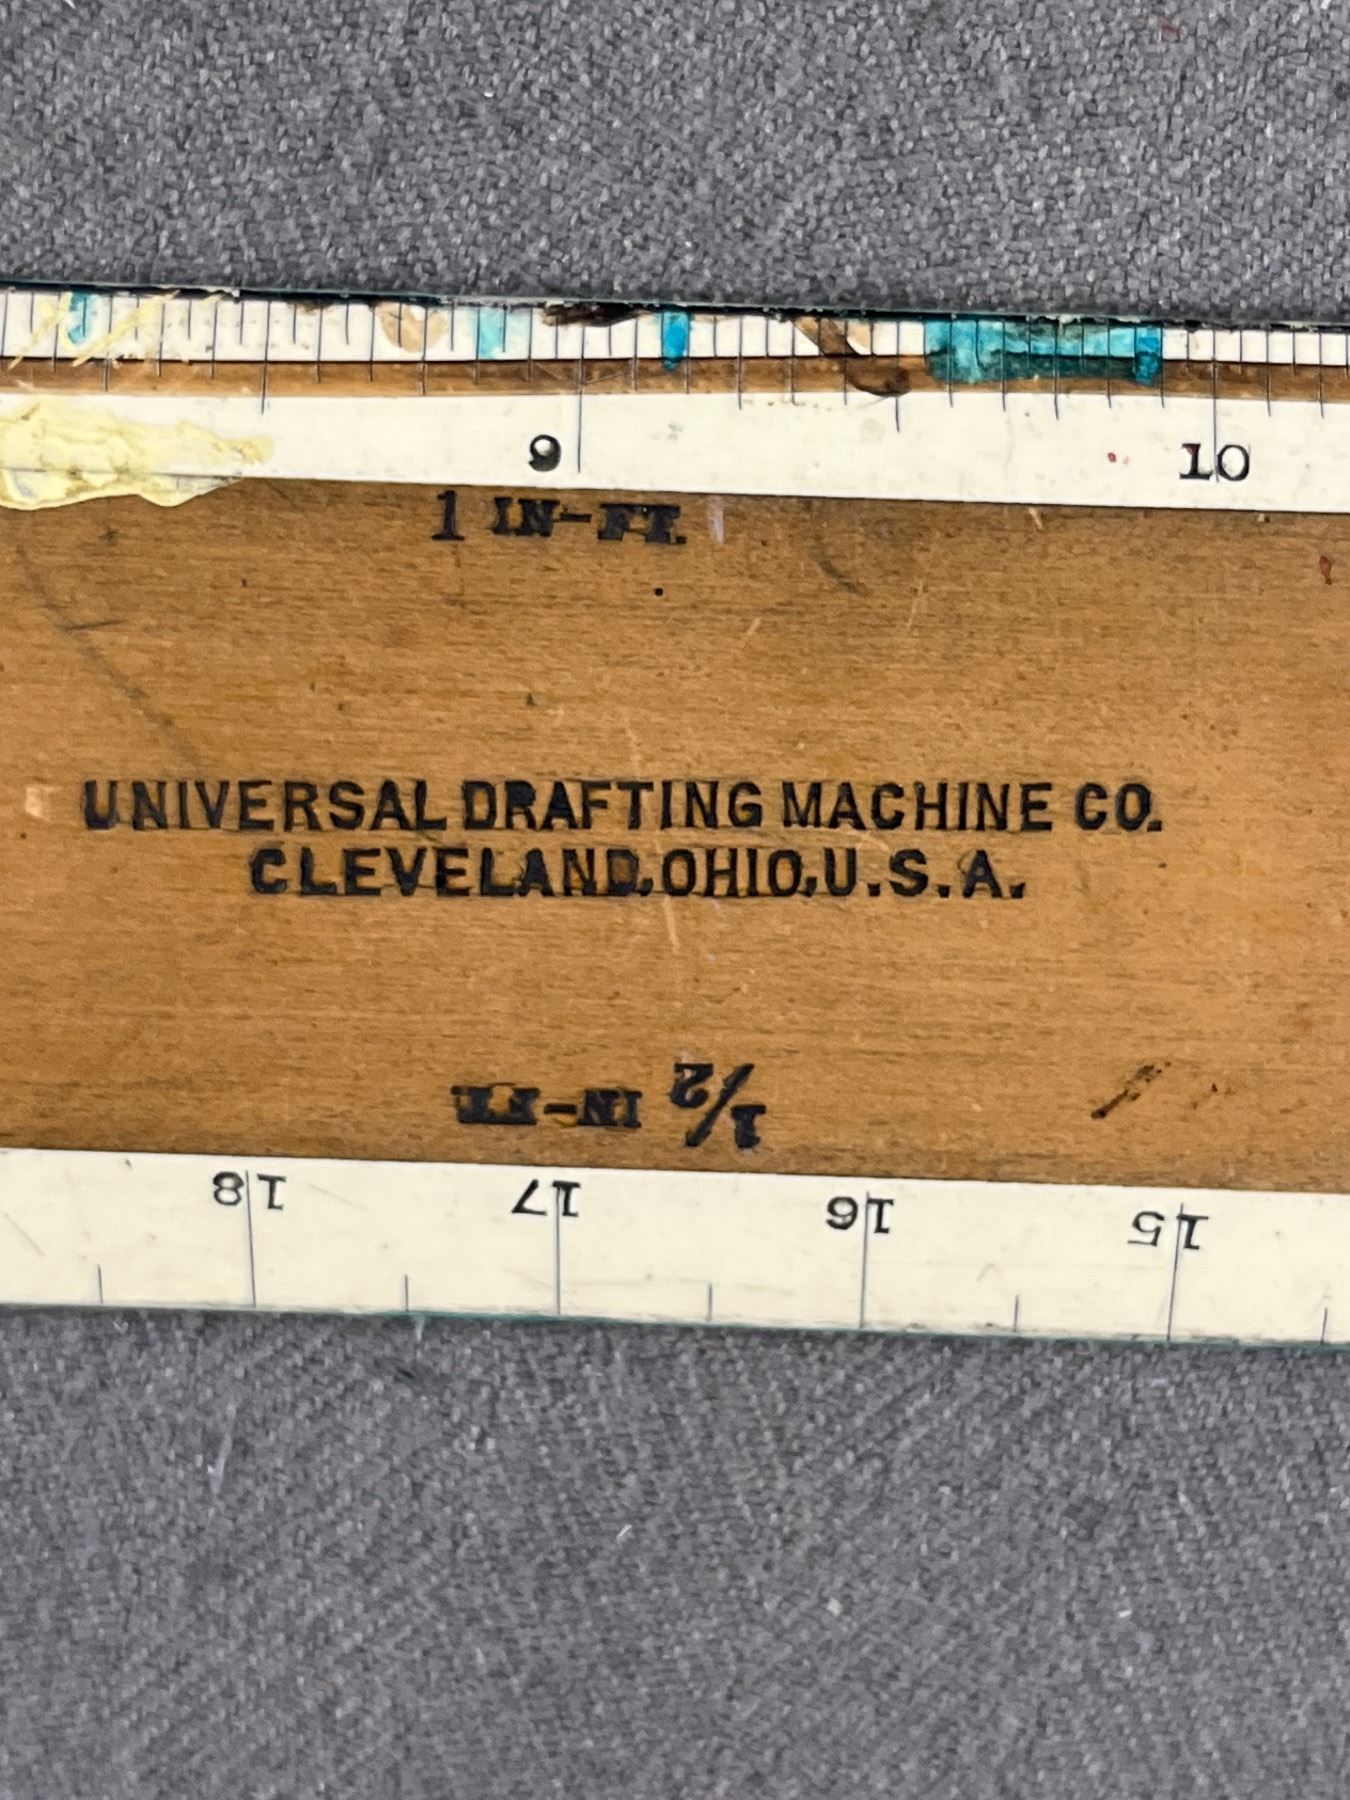 9 10
1 IN-FT.
UNIVERSAL DRAFTING MACHINE CO.
CLEVELAND, OHIO, U.S.A.
1/2 IN-FT.
15 16 17 18